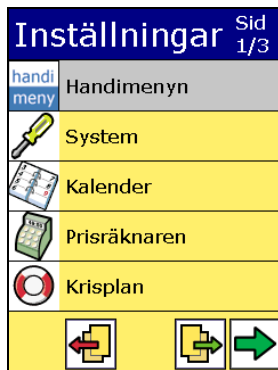 Inställningar Sid 1/3
handi meny Handimenyn
System
Kalender
Prisräknaren
Krisplan